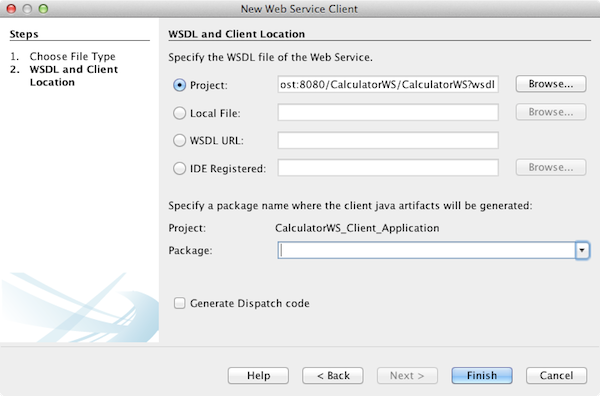 New Web Service Client
Steps
1. Choose File Type
2. WSDL and Client
Location
WSDL and Client Location
Specify the WSDL file of the Web Service.
Project: ost:8080/CalculatorWS/CalculatorWS?wsdl Browse...
Local File: Browse...
WSDL URL:
IDE Registered: Browse...
Specify a package name where the client java artifacts will be generated:
Project: CalculatorWS_Client_Application
Package:
Generate Dispatch code
Help < Back Next > Finish Cancel